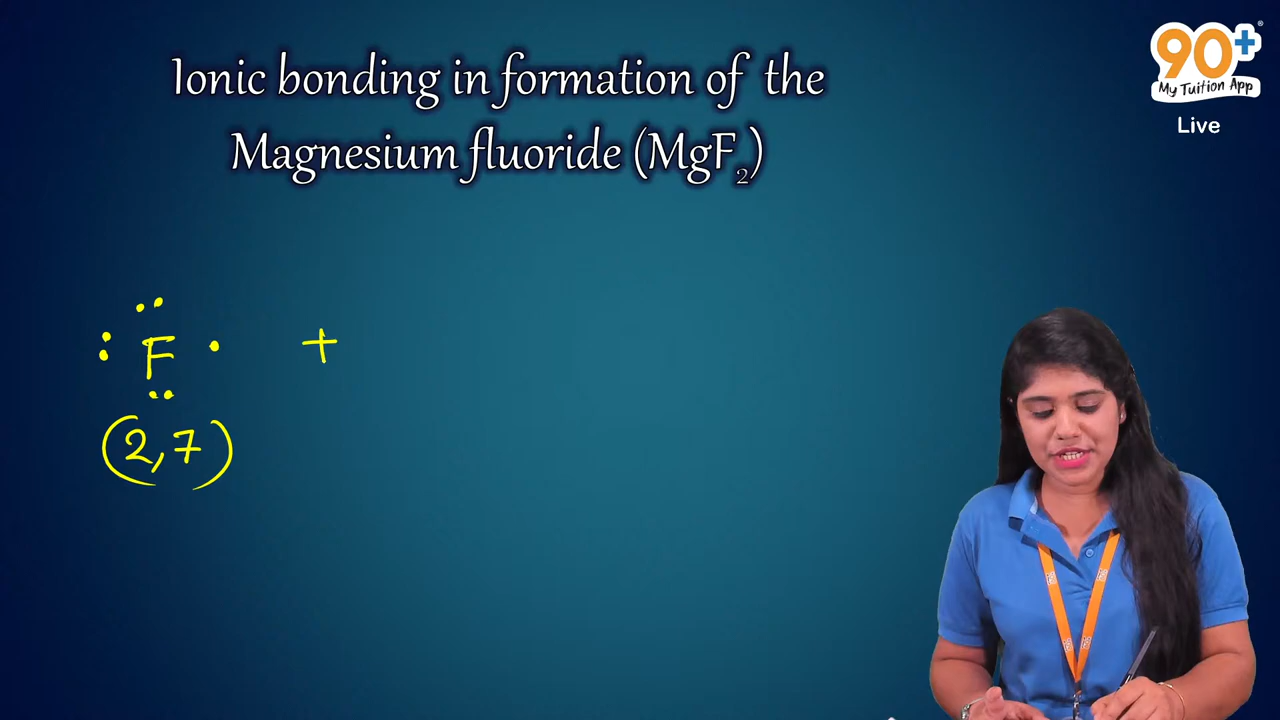 Ionic bonding in formation of the
Magnesium fluoride (MgF₂)
90+
My Tuition App
Live
F +
(2,7)